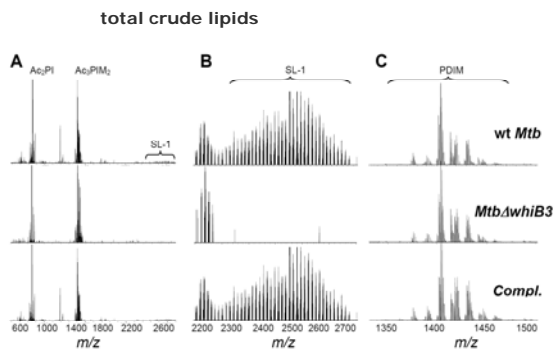 total crude lipids
A B C
Ac₂PI Ac₃PIM₂ SL-1 PDIM
SL-1
wt Mtb
MtbΔwhiB3
Compl.
600 1000 1400 1800 2200 2600 2200 2300 2400 2500 2600 2700 1350 1400 1450 1500
m/z m/z m/z